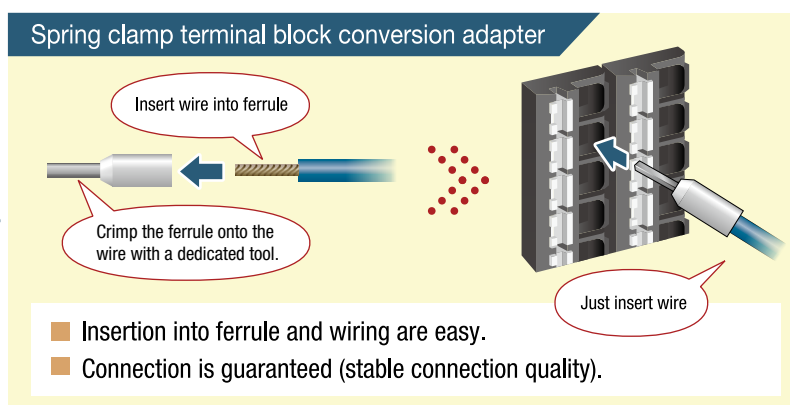 Spring clamp terminal block conversion adapter
Insert wire into ferrule
Crimp the ferrule onto the
wire with a dedicated tool.
Just insert wire
Insertion into ferrule and wiring are easy.
Connection is guaranteed (stable connection quality).